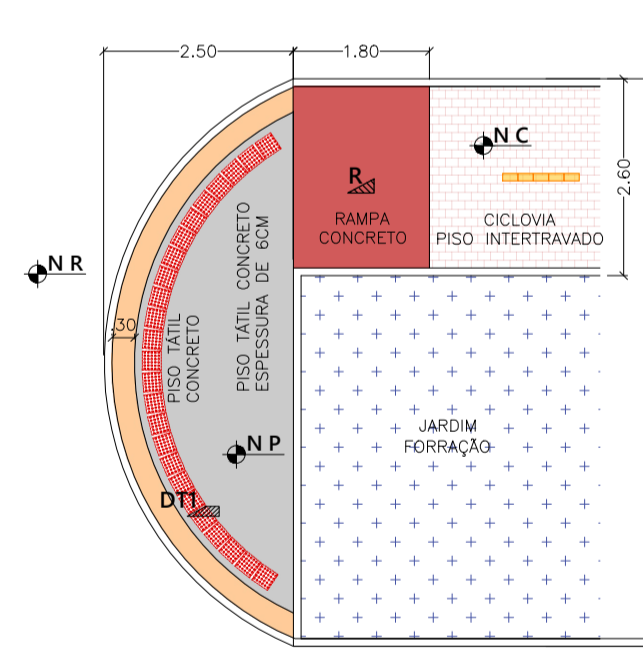 2.50
1.80
N C
2.60
R
RAMPA
CONCRETO
CICLOVIA
PISO INTERTRAVADO
N R
.30
PISO TÁTIL
CONCRETO
PISO TÁTIL CONCRETO
ESPESSURA DE 6CM
JARDIM
FORRAÇÃO
N P
DT1